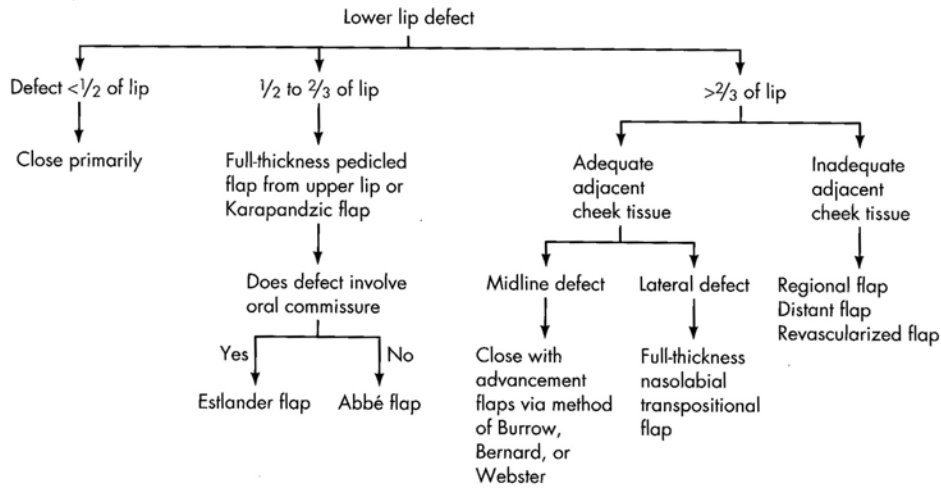 Lower lip defect
Defect <1/2 of lip
1/2 to 2/3 of lip
>2/3 of lip
Close primarily
Full-thickness pedicled
flap from upper lip or
Karapandzic flap
Adequate
adjacent
cheek tissue
Inadequate
adjacent
cheek tissue
Does defect involve
oral commissure
Midline defect
Lateral defect
Regional flap
Distant flap
Revascularized flap
Yes
No
Estlander flap
Abbé flap
Close with
advancement
flaps via method
of Burrow,
Bernard, or
Webster
Full-thickness
nasolabial
transpositional
flap